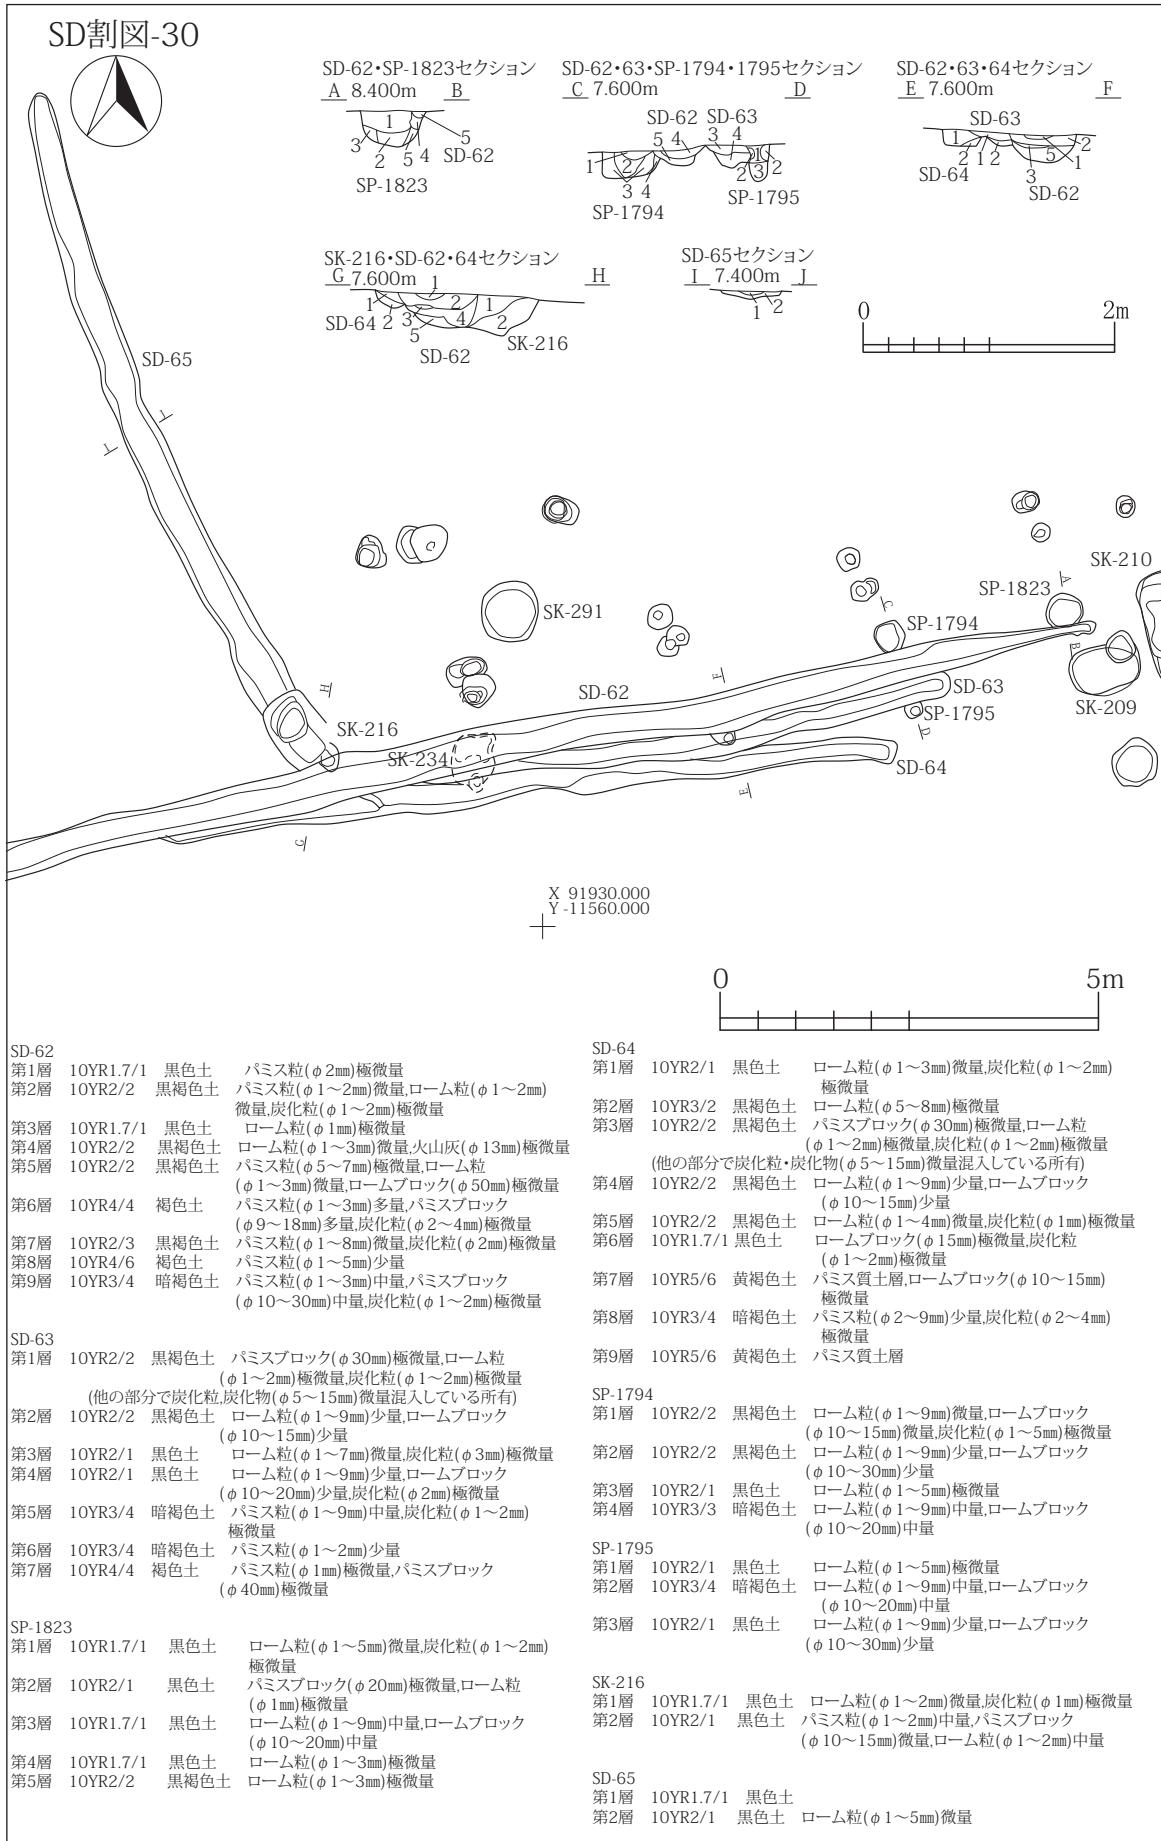 SD割図-30
SD-62・SP-1823セクション
A 8.400m B
1
3
2
5
4
5
SD-62
SP-1823
SD-62・63・SP-1794・1795セクション
C 7.600m D
SD-62 SD-63
5 4 3 4
1 2 2 1 3 2
3 4
SP-1794
SP-1795
SD-62・63・64セクション
E 7.600m F
SD-63
1 2
2 1 2 5 1
SD-64 3
SD-62
SK-216・SD-62・64セクション
G 7.600m H
1
1 2 1
SD-64 2 3 4 2
5
SD-62
SK-216
SD-65セクション
I 7.400m J
1 2
0 2m
SD-65
I
SK-210
SP-1823
A
C
SK-291
SP-1794
B
F
H
SD-62
SD-63
SK-216
SP-1795
SK-209
D
SK-234
SD-64
E
G
X 91930.000
Y -11560.000
0 5m
SD-62
第1層 10YR1.7/1 黒色土 パミス粒(φ2㎜)極微量
第2層 10YR2/2 黒褐色土 パミス粒(φ1〜2㎜)微量,ローム粒(φ1〜2㎜)
微量,炭化粒(φ1〜2㎜)極微量
第3層 10YR1.7/1 黒色土 ローム粒(φ1㎜)極微量
第4層 10YR2/2 黒褐色土 ローム粒(φ1〜3㎜)微量,火山灰(φ13㎜)極微量
第5層 10YR2/2 黒褐色土 パミス粒(φ5〜7㎜)極微量,ローム粒
(φ1〜3㎜)微量,ロームブロック(φ50㎜)極微量
第6層 10YR4/4 褐色土 パミス粒(φ1〜3㎜)多量,パミスブロック
(φ9〜18㎜)多量,炭化粒(φ2〜4㎜)極微量
第7層 10YR2/3 黒褐色土 パミス粒(φ1〜8㎜)微量,炭化粒(φ2㎜)極微量
第8層 10YR4/6 褐色土 パミス粒(φ1〜5㎜)少量
第9層 10YR3/4 暗褐色土 パミス粒(φ1〜3㎜)中量,パミスブロック
(φ10〜30㎜)中量,炭化粒(φ1〜2㎜)極微量
SD-63
第1層 10YR2/2 黒褐色土 パミスブロック(φ30㎜)極微量,ローム粒
(φ1〜2㎜)極微量,炭化粒(φ1〜2㎜)極微量
(他の部分で炭化粒,炭化物(φ5〜15㎜)微量混入している所有)
第2層 10YR2/2 黒褐色土 ローム粒(φ1〜9㎜)少量,ロームブロック
(φ10〜15㎜)少量
第3層 10YR2/1 黒色土 ローム粒(φ1〜7㎜)微量,炭化粒(φ3㎜)極微量
第4層 10YR2/1 黒色土 ローム粒(φ1〜9㎜)少量,ロームブロック
(φ10〜20㎜)少量,炭化粒(φ2㎜)極微量
第5層 10YR3/4 暗褐色土 パミス粒(φ1〜9㎜)中量,炭化粒(φ1〜2㎜)
極微量
第6層 10YR3/4 暗褐色土 パミス粒(φ1〜2㎜)少量
第7層 10YR4/4 褐色土 パミス粒(φ1㎜)極微量,パミスブロック
(φ40㎜)極微量
SP-1823
第1層 10YR1.7/1 黒色土 ローム粒(φ1〜5㎜)微量,炭化粒(φ1〜2㎜)
極微量
第2層 10YR2/1 黒色土 パミスブロック(φ20㎜)極微量,ローム粒
(φ1㎜)極微量
第3層 10YR1.7/1 黒色土 ローム粒(φ1〜9㎜)中量,ロームブロック
(φ10〜20㎜)中量
第4層 10YR1.7/1 黒色土 ローム粒(φ1〜3㎜)極微量
第5層 10YR2/2 黒褐色土 ローム粒(φ1〜3㎜)極微量
SD-64
第1層 10YR2/1 黒色土 ローム粒(φ1〜3㎜)微量,炭化粒(φ1〜2㎜)
極微量
第2層 10YR3/2 黒褐色土 ローム粒(φ5〜8㎜)極微量
第3層 10YR2/2 黒褐色土 パミスブロック(φ30㎜)極微量,ローム粒
(φ1〜2㎜)極微量,炭化粒(φ1〜2㎜)極微量
(他の部分で炭化粒・炭化物(φ5〜15㎜)微量混入している所有)
第4層 10YR2/2 黒褐色土 ローム粒(φ1〜9㎜)少量,ロームブロック
(φ10〜15㎜)少量
第5層 10YR2/2 黒褐色土 ローム粒(φ1〜4㎜)微量,炭化粒(φ1㎜)極微量
第6層 10YR1.7/1 黒色土 ロームブロック(φ15㎜)極微量,炭化粒
(φ1〜2㎜)極微量
第7層 10YR5/6 黄褐色土 パミス質土層,ロームブロック(φ10〜15㎜)
極微量
第8層 10YR3/4 暗褐色土 パミス粒(φ2〜9㎜)少量,炭化粒(φ2〜4㎜)
極微量
第9層 10YR5/6 黄褐色土 パミス質土層
SP-1794
第1層 10YR2/2 黒褐色土 ローム粒(φ1〜9㎜)微量,ロームブロック
(φ10〜15㎜)微量,炭化粒(φ1〜5㎜)極微量
第2層 10YR2/2 黒褐色土 ローム粒(φ1〜9㎜)少量,ロームブロック
(φ10〜30㎜)少量
第3層 10YR2/1 黒色土 ローム粒(φ1〜5㎜)極微量
第4層 10YR3/3 暗褐色土 ローム粒(φ1〜9㎜)中量,ロームブロック
(φ10〜20㎜)中量
SP-1795
第1層 10YR2/1 黒色土 ローム粒(φ1〜5㎜)極微量
第2層 10YR3/4 暗褐色土 ローム粒(φ1〜9㎜)中量,ロームブロック
(φ10〜20㎜)中量
第3層 10YR2/1 黒色土 ローム粒(φ1〜9㎜)少量,ロームブロック
(φ10〜30㎜)少量
SK-216
第1層 10YR1.7/1 黒色土 ローム粒(φ1〜2㎜)微量,炭化粒(φ1㎜)極微量
第2層 10YR2/1 黒色土 パミス粒(φ1〜2㎜)中量,パミスブロック
(φ10〜15㎜)微量,ローム粒(φ1〜2㎜)中量
SD-65
第1層 10YR1.7/1 黒色土
第2層 10YR2/1 黒色土 ローム粒(φ1〜5㎜)微量